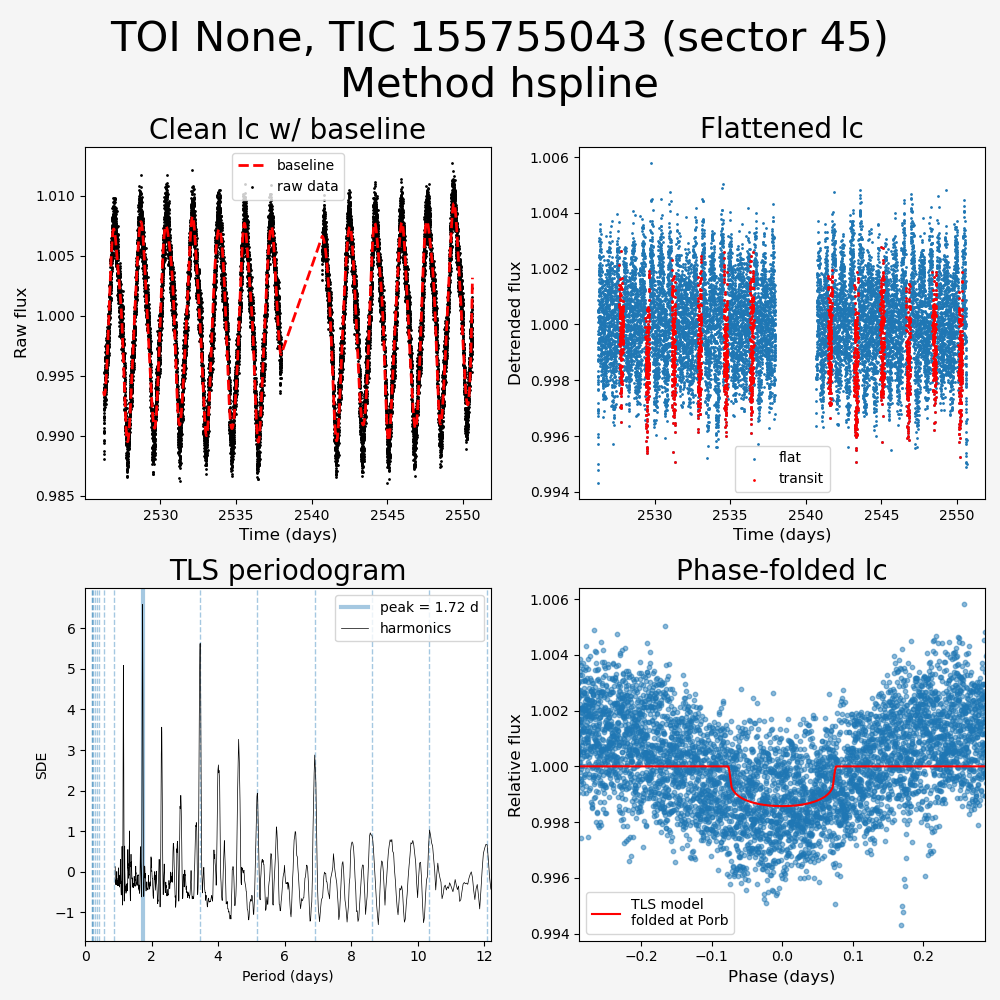 TOI None, TIC 155755043 (sector 45)
Method hspline
Clean lc w/ baseline
baseline
raw data
1.010
1.005
1.000
0.995
0.990
0.985
Raw flux
2530
2535
2540
2545
2550
Time (days)
Flattened lc
1.006
1.004
1.002
1.000
0.998
0.996
0.994
Detrended flux
flat
transit
2530
2535
2540
2545
2550
Time (days)
TLS periodogram
peak = 1.72 d
harmonics
6
5
4
3
2
1
0
−1
SDE
0
2
4
6
8
10
12
Period (days)
Phase-folded lc
1.006
1.004
1.002
1.000
0.998
0.996
0.994
Relative flux
TLS model
folded at Porb
−0.2
−0.1
0.0
0.1
0.2
Phase (days)